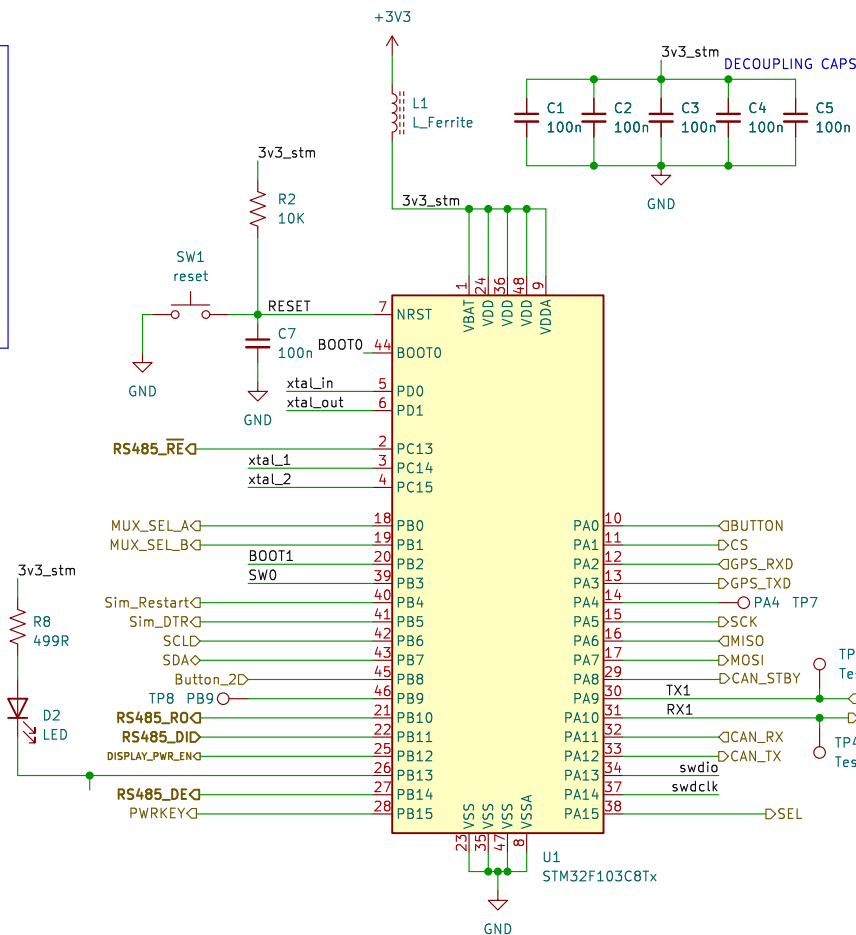 +3V3
3v3_stm
DECOUPLING CAPS
L1
L_Ferrite
C1
100n
C2
100n
C3
100n
C4
100n
C5
100n
GND
3v3_stm
R2
10K
3v3_stm
SW1
reset
RESET
C7
100n
GND
GND
BOOT0
xtal_in
xtal_out
RS485_RE
xtal_1
xtal_2
MUX_SEL_A
MUX_SEL_B
BOOT1
SW0
Sim_Restart
Sim_DTR
SCL
SDA
Button_2
TP8 PB9
RS485_RO
RS485_DI
DISPLAY_PWR_EN
RS485_DE
PWRKEY
3v3_stm
R8
499R
D2
LED
1 24 36 48 9
VBAT VDD VDD VDD VDDA
7 NRST
44 BOOT0
5 PD0
6 PD1
2 PC13
3 PC14
4 PC15
18 PB0
19 PB1
20 PB2
39 PB3
40 PB4
41 PB5
42 PB6
43 PB7
45 PB8
46 PB9
21 PB10
22 PB11
25 PB12
26 PB13
27 PB14
28 PB15
PA0 10 BUTTON
PA1 11 CS
PA2 12 GPS_RXD
PA3 13 GPS_TXD
PA4 14 PA4 TP7
PA5 15 SCK
PA6 16 MISO
PA7 17 MOSI
PA8 29 CAN_STBY
PA9 30 TX1
PA10 31 RX1
PA11 32 CAN_RX
PA12 33 CAN_TX
PA13 34 swdio
PA14 37 swdclk
PA15 38 SEL
VSS VSS VSS VSSA
23 35 47 8
U1
STM32F103C8Tx
GND
TP
Tes
TP4
Tes